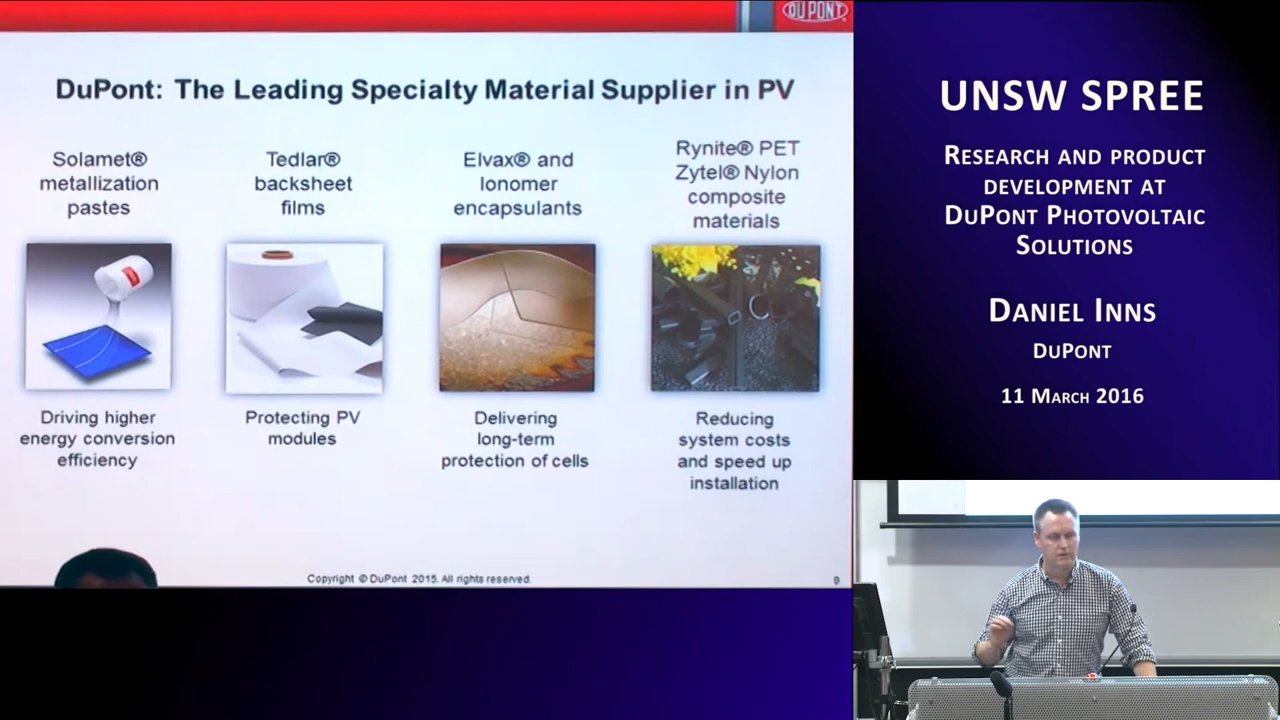 DU PONT
DuPont: The Leading Specialty Material Supplier in PV
Solamet®
metallization
pastes
Tedlar®
backsheet
films
Elvax® and
Ionomer
encapsulants
Rynite® PET
Zytel® Nylon
composite
materials
Driving higher
energy conversion
efficiency
Protecting PV
modules
Delivering
long-term
protection of cells
Reducing
system costs
and speed up
installation
Copyright © DuPont 2015. All rights reserved.
9
UNSW SPREE
RESEARCH AND PRODUCT
DEVELOPMENT AT
DUPONT PHOTOVOLTAIC
SOLUTIONS
DANIEL INNS
DUPONT
11 MARCH 2016